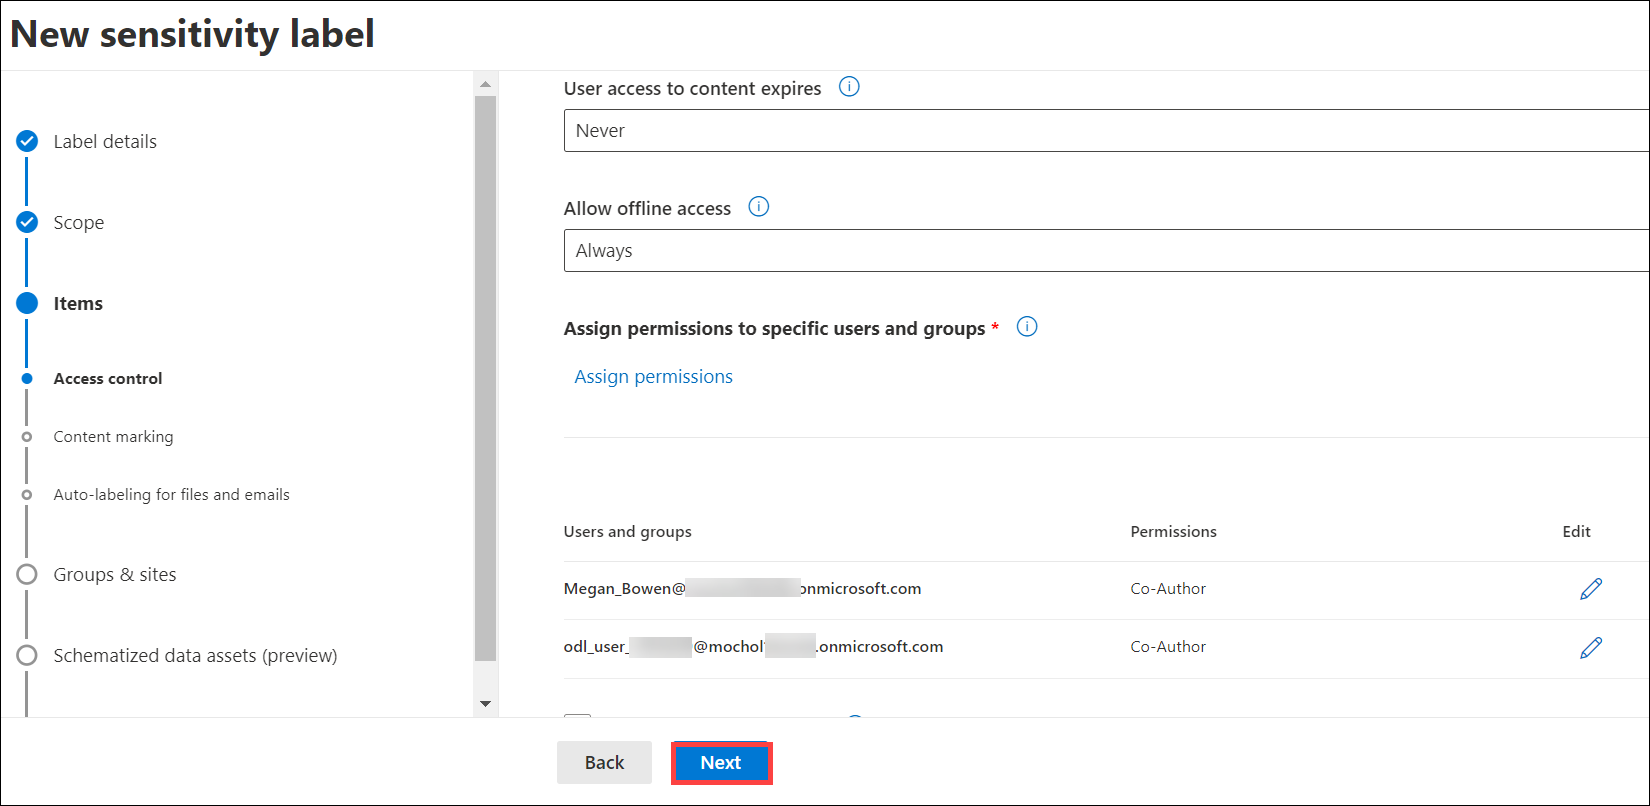 New sensitivity label
Label details
Scope
Items
Access control
Content marking
Auto-labeling for files and emails
Groups & sites
Schematized data assets (preview)
User access to content expires
Never
Allow offline access
Always
Assign permissions to specific users and groups *
Assign permissions
Users and groups Permissions Edit
Megan_Bowen@ onmicrosoft.com Co-Author
odl_user_ @mochol .onmicrosoft.com Co-Author
Back Next